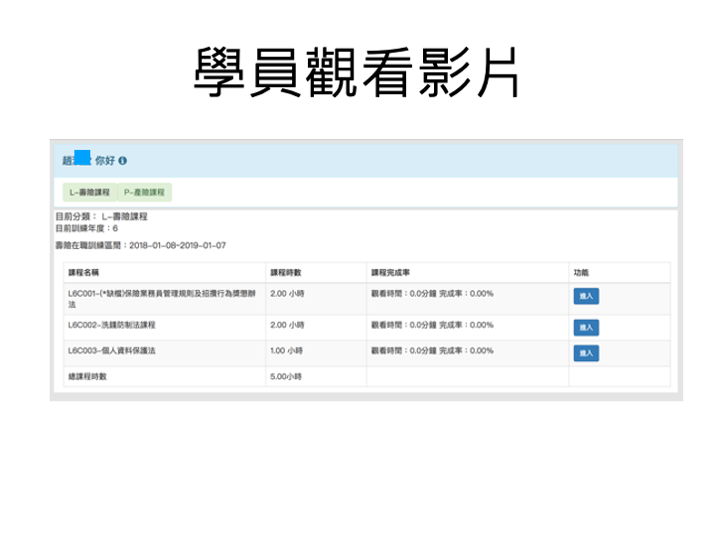 學員觀看影片
趙 你好
L-壽險課程 P-產險課程
目前分類： L-壽險課程
目前訓練年度：6
壽險在職訓練區間：2018-01-08~2019-01-07
課程名稱 課程時數 課程完成率 功能
L6C001-(*缺檔)保險業務員管理規則及招攬行為獎懲辦法 2.00 小時 觀看時間：0.0分鐘 完成率：0.00% 進入
L6C002-洗錢防制法課程 2.00 小時 觀看時間：0.0分鐘 完成率：0.00% 進入
L6C003-個人資料保護法 1.00 小時 觀看時間：0.0分鐘 完成率：0.00% 進入
總課程時數 5.00小時